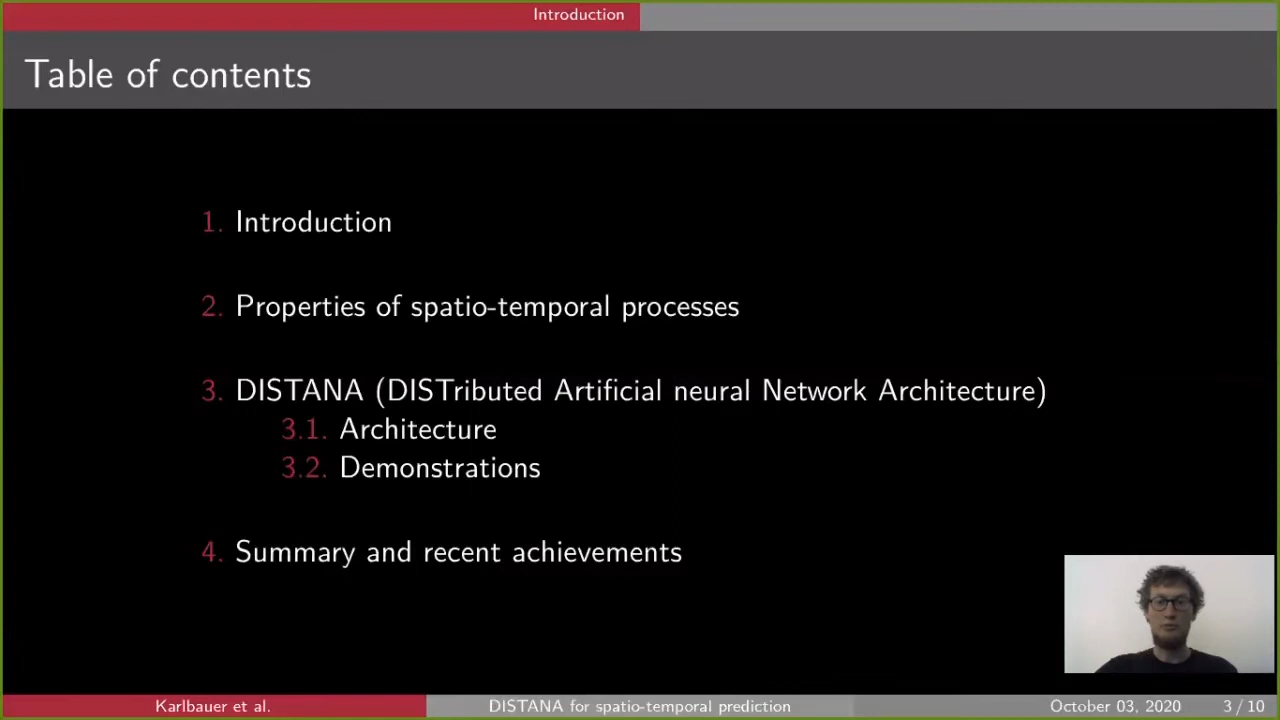 Introduction
Table of contents
1. Introduction
2. Properties of spatio-temporal processes
3. DISTANA (DISTributed Artificial neural Network Architecture)
3.1. Architecture
3.2. Demonstrations
4. Summary and recent achievements
Karlbauer et al.
DISTANA for spatio-temporal prediction
October 03, 2020
3 / 10